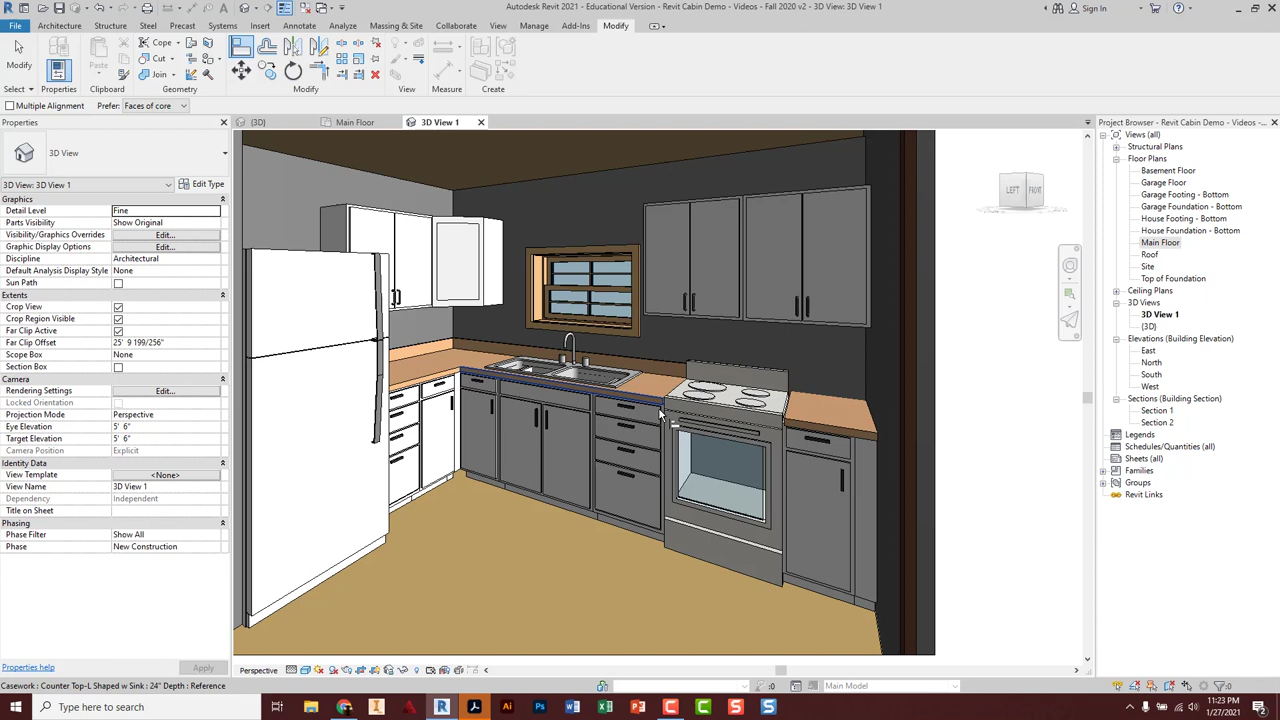 Autodesk Revit 2021 - Educational Version - Revit Cabin Demo - Videos - Fall 2020 v2 - 3D View: 3D View 1
Sign In
File Architecture Structure Steel Precast Systems Insert Annotate Analyze Massing & Site Collaborate View Manage Add-Ins Modify
Modify
Paste
Cope
Cut
Join
Select Properties Clipboard Geometry Modify View Measure Create
Multiple Alignment Prefer: Faces of core
Properties
{3D} Main Floor 3D View 1
3D View
3D View: 3D View 1 Edit Type
Graphics
Detail Level Fine
Parts Visibility Show Original
Visibility/Graphics Overrides Edit...
Graphic Display Options Edit...
Discipline Architectural
Default Analysis Display Style None
Sun Path
Extents
Crop View
Crop Region Visible
Far Clip Active
Far Clip Offset 25' 9 199/256"
Scope Box None
Section Box
Camera
Rendering Settings Edit...
Locked Orientation
Projection Mode Perspective
Eye Elevation 5' 6"
Target Elevation 5' 6"
Camera Position Explicit
Identity Data
View Template <None>
View Name 3D View 1
Dependency Independent
Title on Sheet
Phasing
Phase Filter Show All
Phase New Construction
Properties help Apply
LEFT FRONT
Project Browser - Revit Cabin Demo - Videos -...
Views (all)
Structural Plans
Floor Plans
Basement Floor
Garage Floor
Garage Footing - Bottom
Garage Foundation - Bottom
House Footing - Bottom
House Foundation - Bottom
Main Floor
Roof
Site
Top of Foundation
Ceiling Plans
3D Views
3D View 1
{3D}
Elevations (Building Elevation)
East
North
South
West
Sections (Building Section)
Section 1
Section 2
Legends
Schedules/Quantities (all)
Sheets (all)
Families
Groups
Revit Links
Perspective
Casework : Counter Top-L Shaped w Sink : 24" Depth : Reference
:0 Main Model :0
Type here to search
11:23 PM
1/27/2021